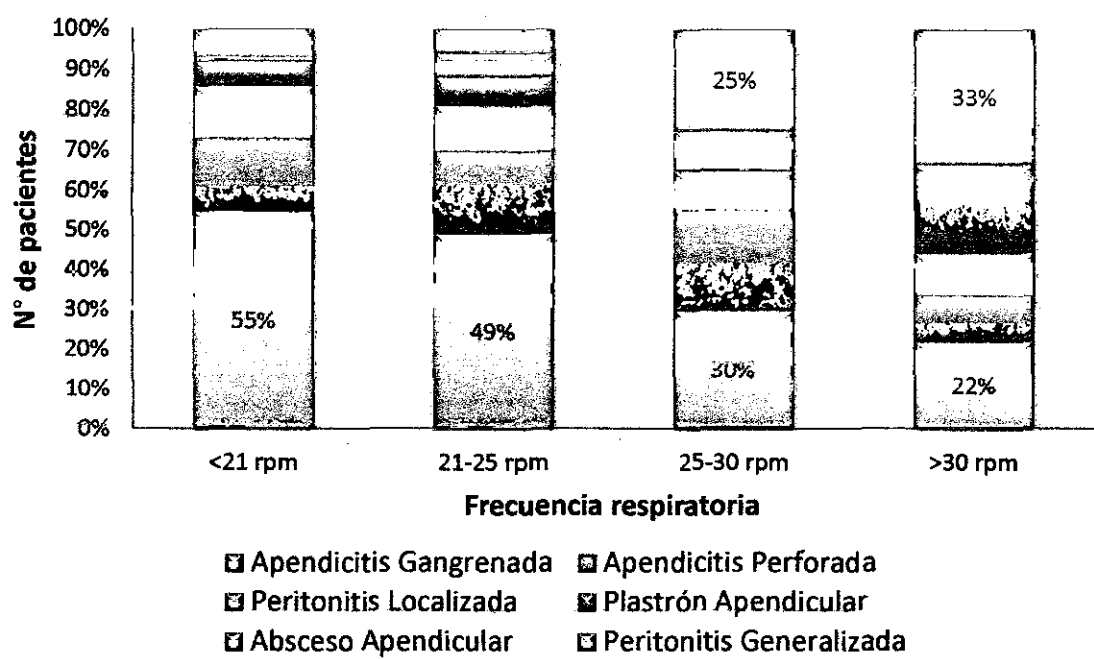 100%
90%
80%
70%
60%
50%
40%
30%
20%
10%
0%
N° de pacientes
25%
33%
55%
49%
30%
22%
<21 rpm
21-25 rpm
25-30 rpm
>30 rpm
Frecuencia respiratoria
Apendicitis Gangrenada
Apendicitis Perforada
Peritonitis Localizada
Plastrón Apendicular
Absceso Apendicular
Peritonitis Generalizada